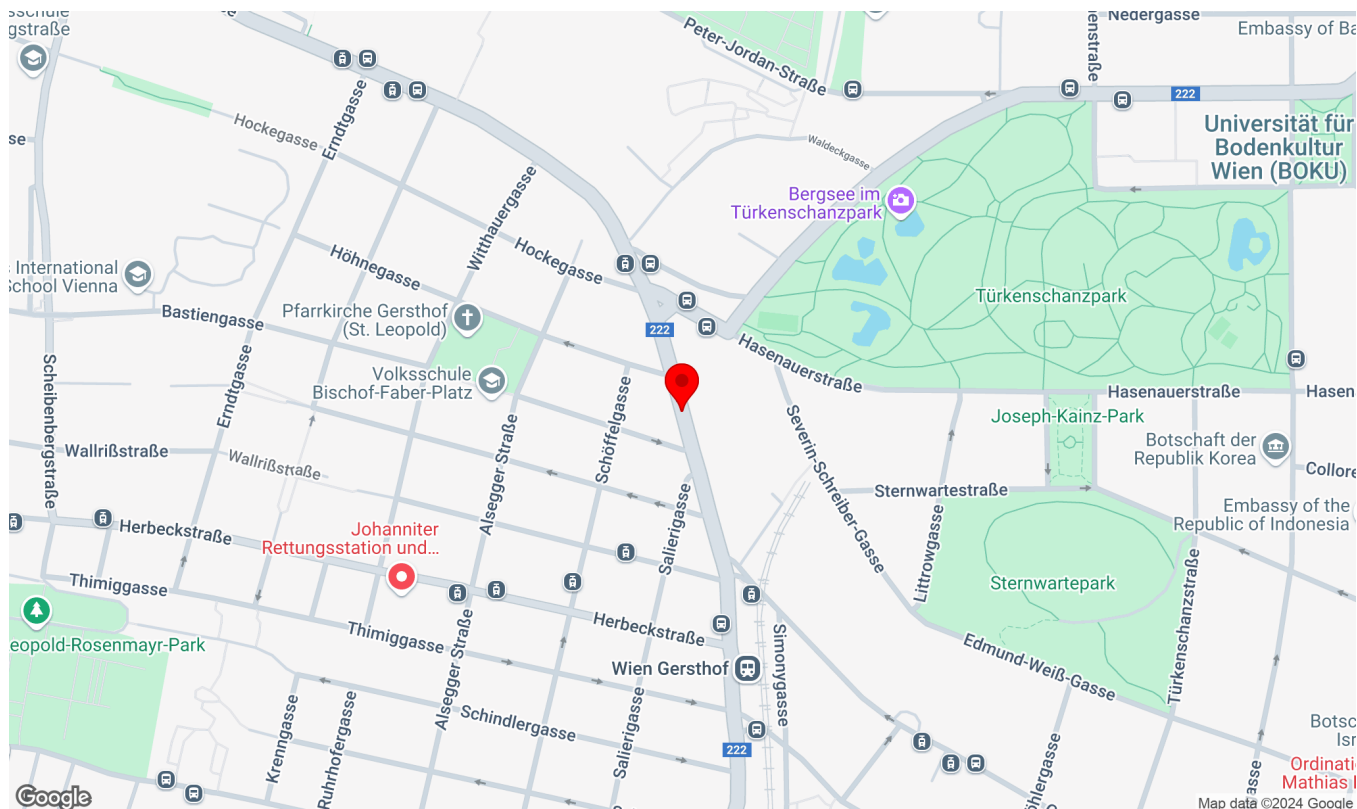 sschule
gstraße
Peter-Jordan-Straße
Nedergasse
enstraße
Embassy of Ba
222
Universität für
Bodenkultur
Wien (BOKU)
Hockegasse
Erndtgasse
Waldeckgasse
Witthauergasse
Bergsee im
Türkenschanzpark
Hockegasse
sse
s International
School Vienna
Höhnegasse
Bastiengasse
Pfarrkirche Gersthof
(St. Leopold)
222
Türkenschanzpark
Hasenauerstraße
Volksschule
Bischof-Faber-Platz
Hasenauerstraße
Hasen
Scheibenbergstraße
Erndtgasse
Schöffelgasse
Joseph-Kainz-Park
Botschaft der
Republik Korea
Wallrißstraße
Wallrißstraße
Alsegger Straße
Severin-Schreiber-Gasse
Collore
Sternwartestraße
Embassy of the
Republic of Indonesia
Herbeckstraße
Johanniter
Rettungsstation und...
Salierigasse
Littrowgasse
Sternwartepark
Thimiggasse
Herbeckstraße
Thimiggasse
eopold-Rosenmayr-Park
Alsegger Straße
Wien Gersthof
Simonygasse
Edmund-Weiß-Gasse
Türkenschanzstraße
Krenngasse
Ruhrhofergasse
Schindlergasse
Salierigasse
222
Botsc
Isr
Ordinatio
Mathias
öhlergasse
gasse
Google
Map data ©2024 Google